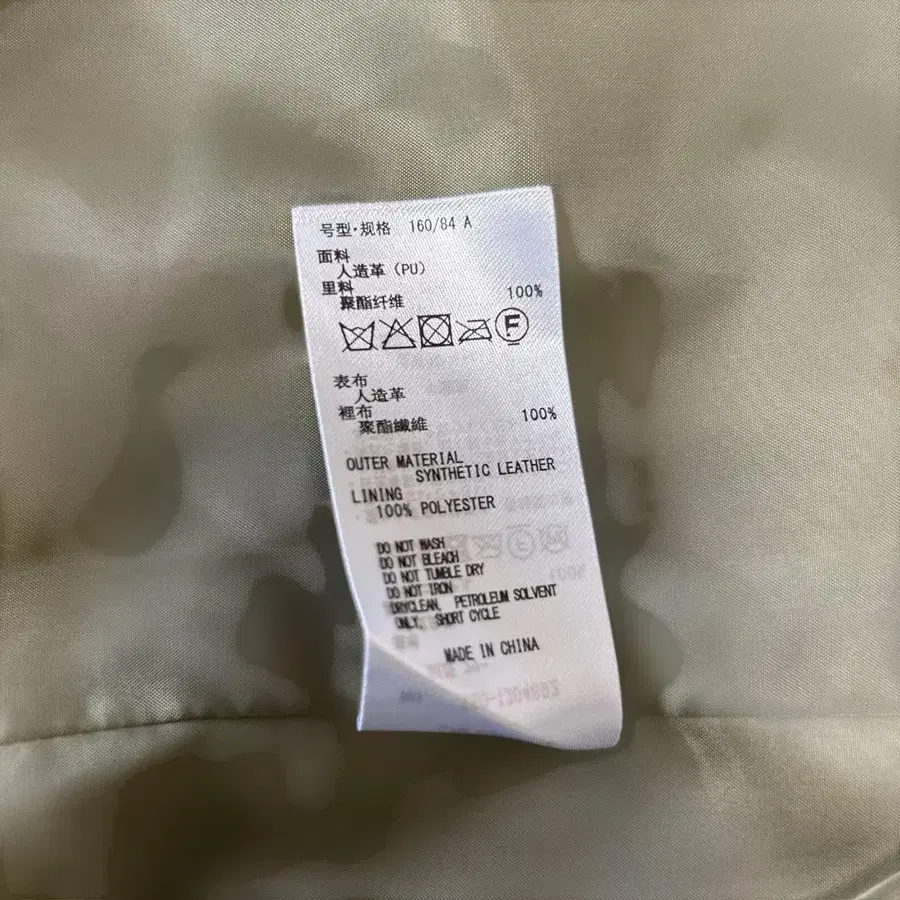 号型·规格 160/84 A
面料
人造革（PU）
里料
聚酯纤维 100%
F
表布
人造革
裡布
聚酯纖維 100%
OUTER MATERIAL
SYNTHETIC LEATHER
LINING
100% POLYESTER
DO NOT WASH
DO NOT BLEACH
DO NOT TUMBLE DRY
DO NOT IRON
DRYCLEAN, PETROLEUM SOLVENT
ONLY, SHORT CYCLE
MADE IN CHINA